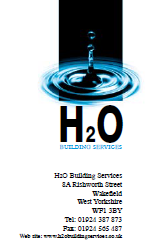 H2O
BUILDING SERVICES
H2O Building Services
8A Rishworth Street
Wakefield
West Yorkshire
WF1 3BY
Tel: 01924 387 873
Fax: 01924 565 487
Web site: www.h2obuildingservices.co.uk